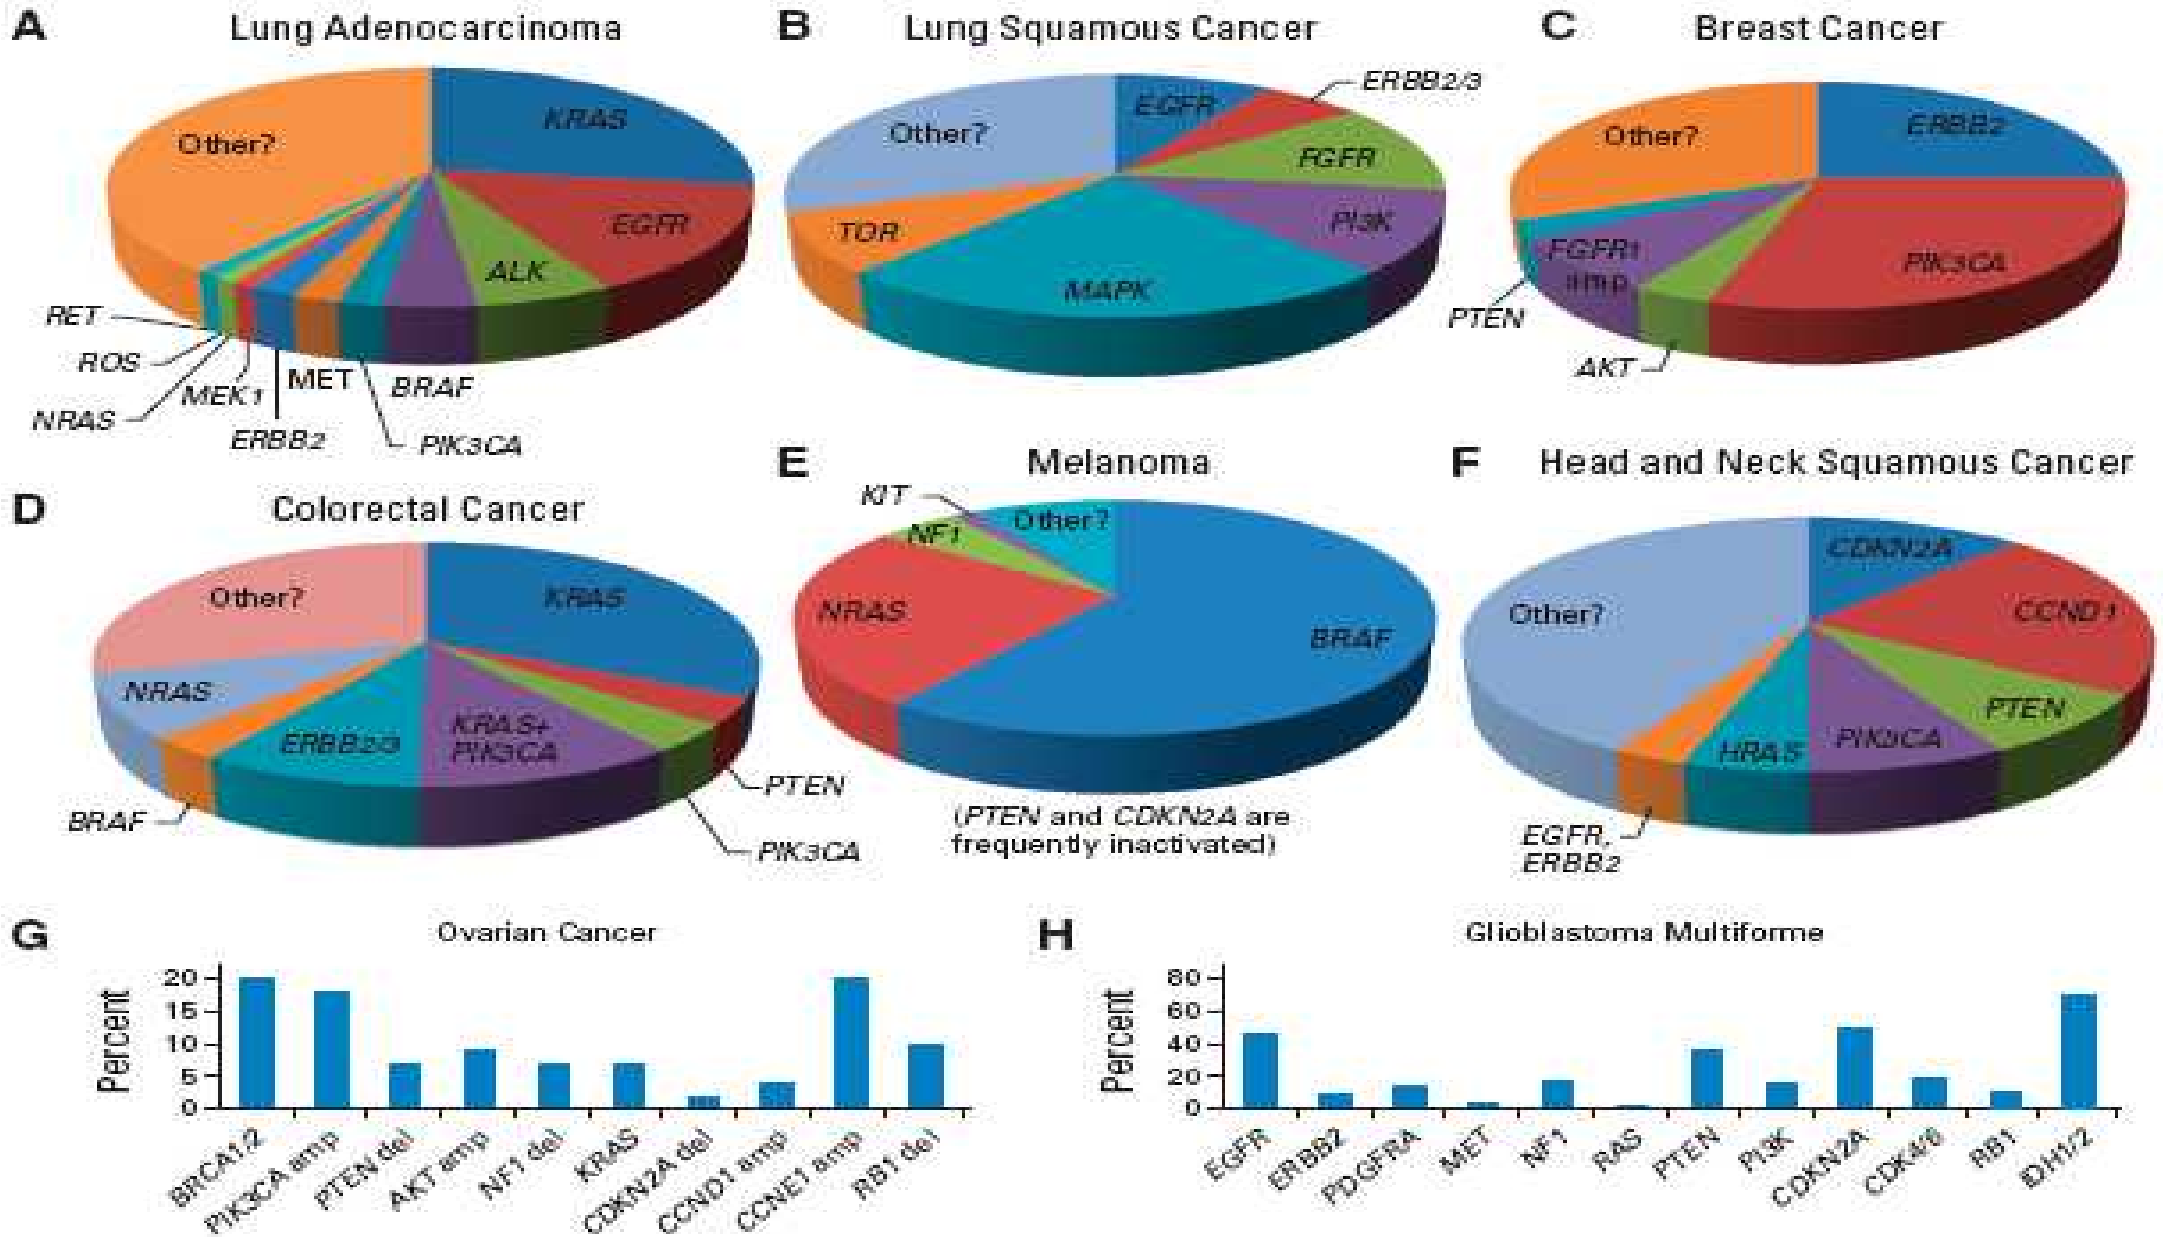 A
Lung Adenocarcinoma
KRAS
EGFR
ALK
BRAF
PIK3CA
MET
ERBB2
MEK1
NRAS
ROS
RET
Other?
B
Lung Squamous Cancer
EGFR
ERBB2/3
FGFR
PI3K
MAPK
TOR
Other?
C
Breast Cancer
ERBB2
PIK3CA
AKT
FGFR1
amp
PTEN
Other?
D
Colorectal Cancer
KRAS
PTEN
PIK3CA
KRAS+
PIK3CA
ERBB2/3
BRAF
NRAS
Other?
E
Melanoma
BRAF
NRAS
NF1
KIT
Other?
(PTEN and CDKN2A are
frequently inactivated)
F
Head and Neck Squamous Cancer
CDKN2A
CCND1
PTEN
PIK3CA
HRAS
EGFR,
ERBB2
Other?
G
Ovarian Cancer
Percent
20
15
10
5
0
BRCA1/2
PIK3CA amp
PTEN del
AKT amp
NF1 del
KRAS
CDKN2A del
CCND1 amp
CCNE1 amp
RB1 del
H
Glioblastoma Multiforme
Percent
80
60
40
20
0
EGFR
ERBB2
PDGFRA
MET
NF1
RAS
PTEN
PI3K
CDKN2A
CDK4/6
RB1
IDH1/2